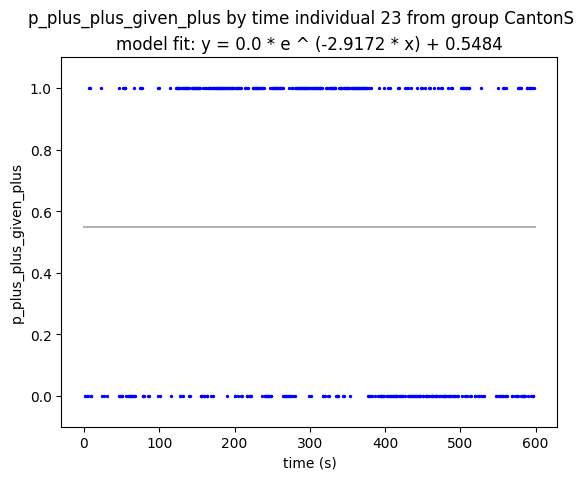 p_plus_plus_given_plus by time individual 23 from group CantonS
model fit: y = 0.0 * e ^ (-2.9172 * x) + 0.5484
1.0
0.8
0.6
0.4
0.2
0.0
p_plus_plus_given_plus
0 100 200 300 400 500 600
time (s)